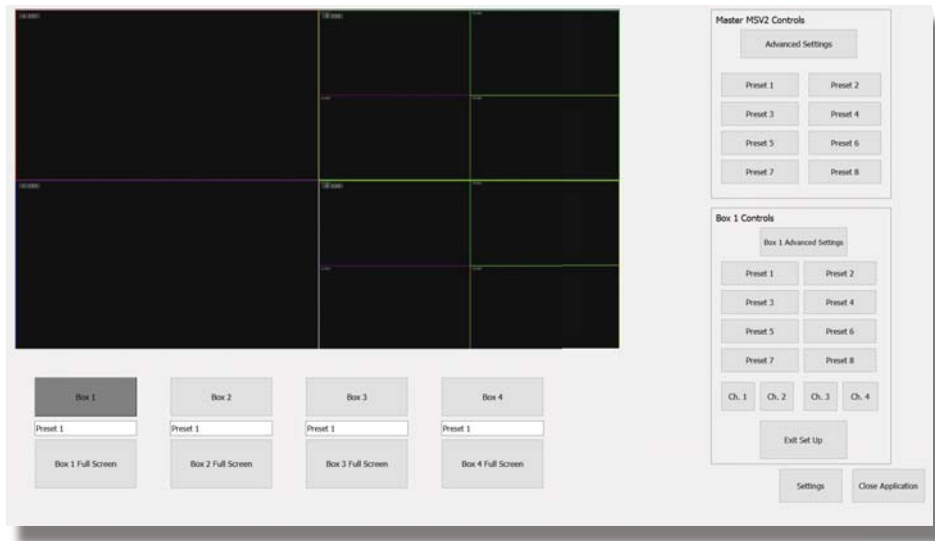 Master MSV2 Controls
Advanced Settings
Preset 1 Preset 2
Preset 3 Preset 4
Preset 5 Preset 6
Preset 7 Preset 8
Box 1 Controls
Box 1 Advanced Settings
Preset 1 Preset 2
Preset 3 Preset 4
Preset 5 Preset 6
Preset 7 Preset 8
Ch. 1 Ch. 2 Ch. 3 Ch. 4
Exit Set Up
Box 1 Box 2 Box 3 Box 4
Preset 1 Preset 1 Preset 1 Preset 1
Box 1 Full Screen Box 2 Full Screen Box 3 Full Screen Box 4 Full Screen
Settings Close Application